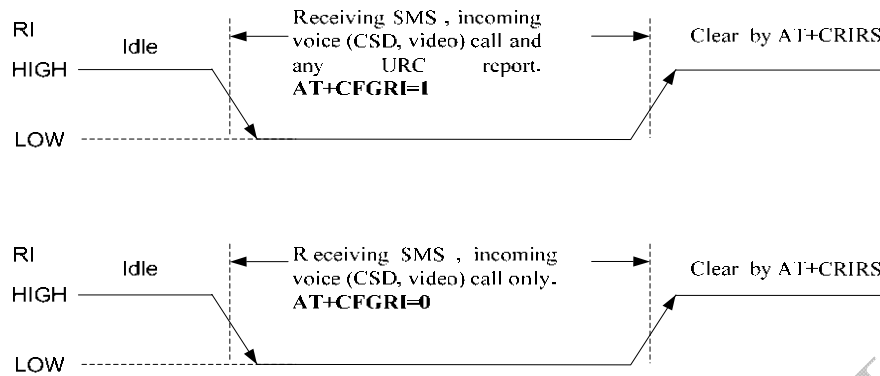 RI
Idle
Receiving SMS , incoming
voice (CSD, video) call and
any URC report.
AT+CFGRI=1
Clear by AT+CRIRS
HIGH
LOW
RI
Idle
R eceiving SMS , incoming
voice (CSD, video) call only.
AT+CFGRI=0
Clear by AT+CRIRS
HIGH
LOW